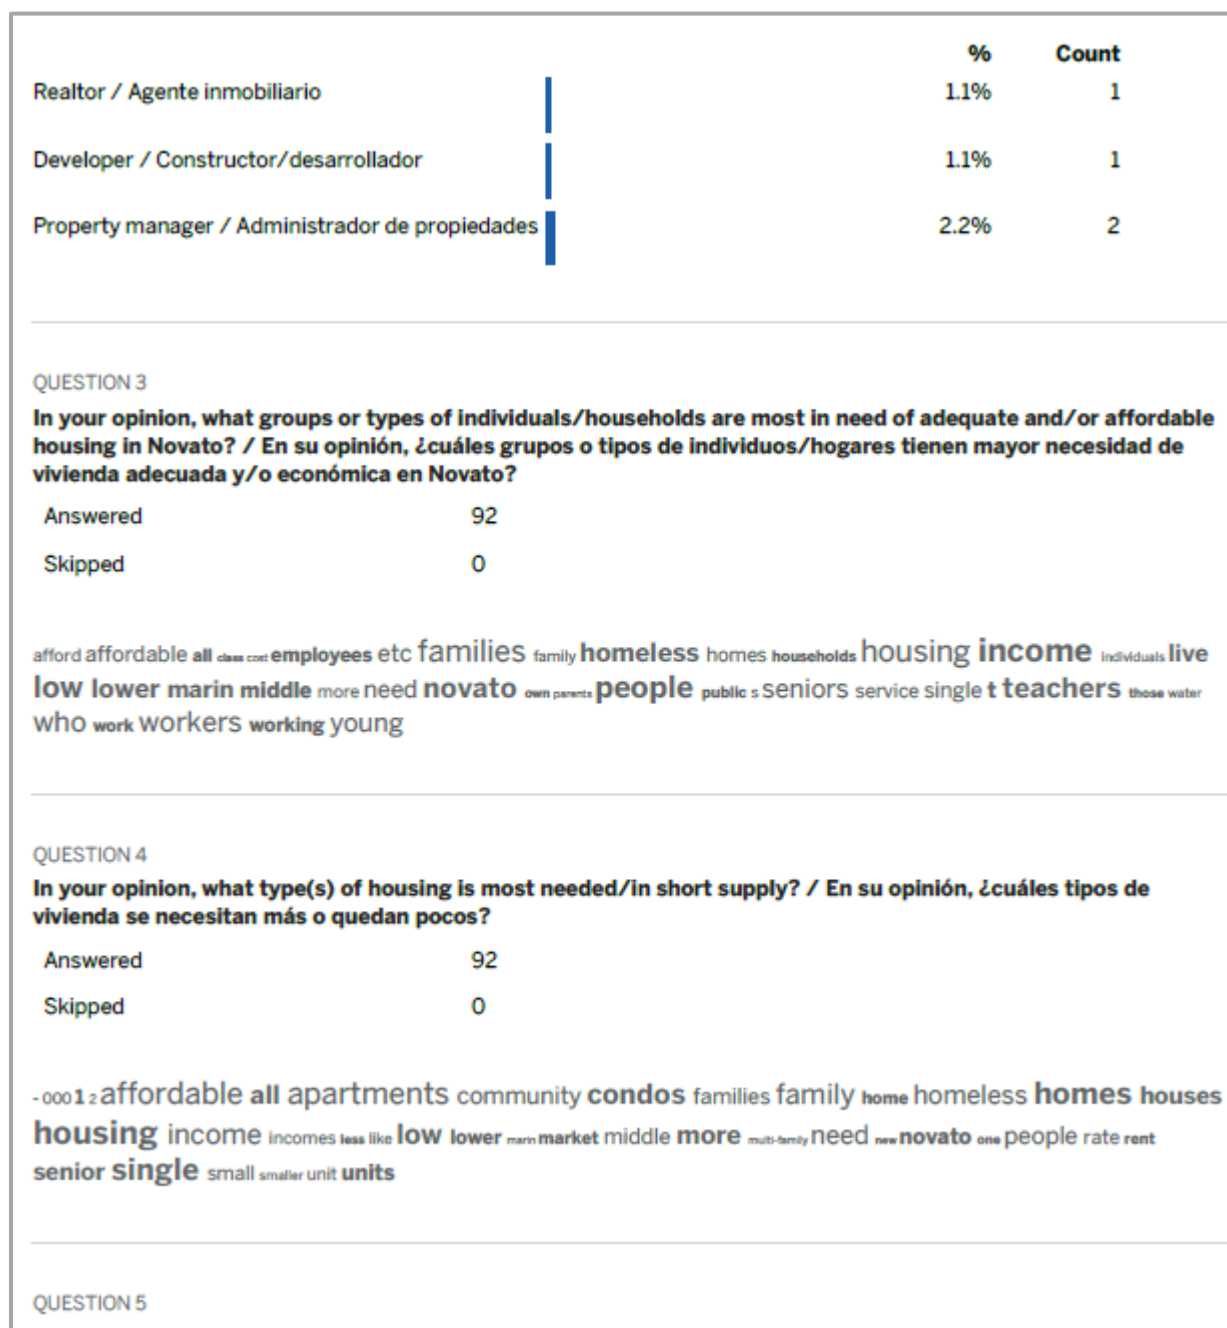 % Count
Realtor / Agente inmobiliario 1.1% 1
Developer / Constructor/desarrollador 1.1% 1
Property manager / Administrador de propiedades 2.2% 2
QUESTION 3
In your opinion, what groups or types of individuals/households are most in need of adequate and/or affordable
housing in Novato? / En su opinión, ¿cuáles grupos o tipos de individuos/hogares tienen mayor necesidad de
vivienda adecuada y/o económica en Novato?
Answered 92
Skipped 0
afford affordable all class cost employees etc families family homeless homes households housing income individuals live
low lower marin middle more need novato own parents people public s seniors service single t teachers those water
who work workers working young
QUESTION 4
In your opinion, what type(s) of housing is most needed/in short supply? / En su opinión, ¿cuáles tipos de
vivienda se necesitan más o quedan pocos?
Answered 92
Skipped 0
- 000 1 2 affordable all apartments community condos families family home homeless homes houses
housing income incomes less like low lower marin market middle more multi-family need new novato one people rate rent
senior single small smaller unit units
QUESTION 5